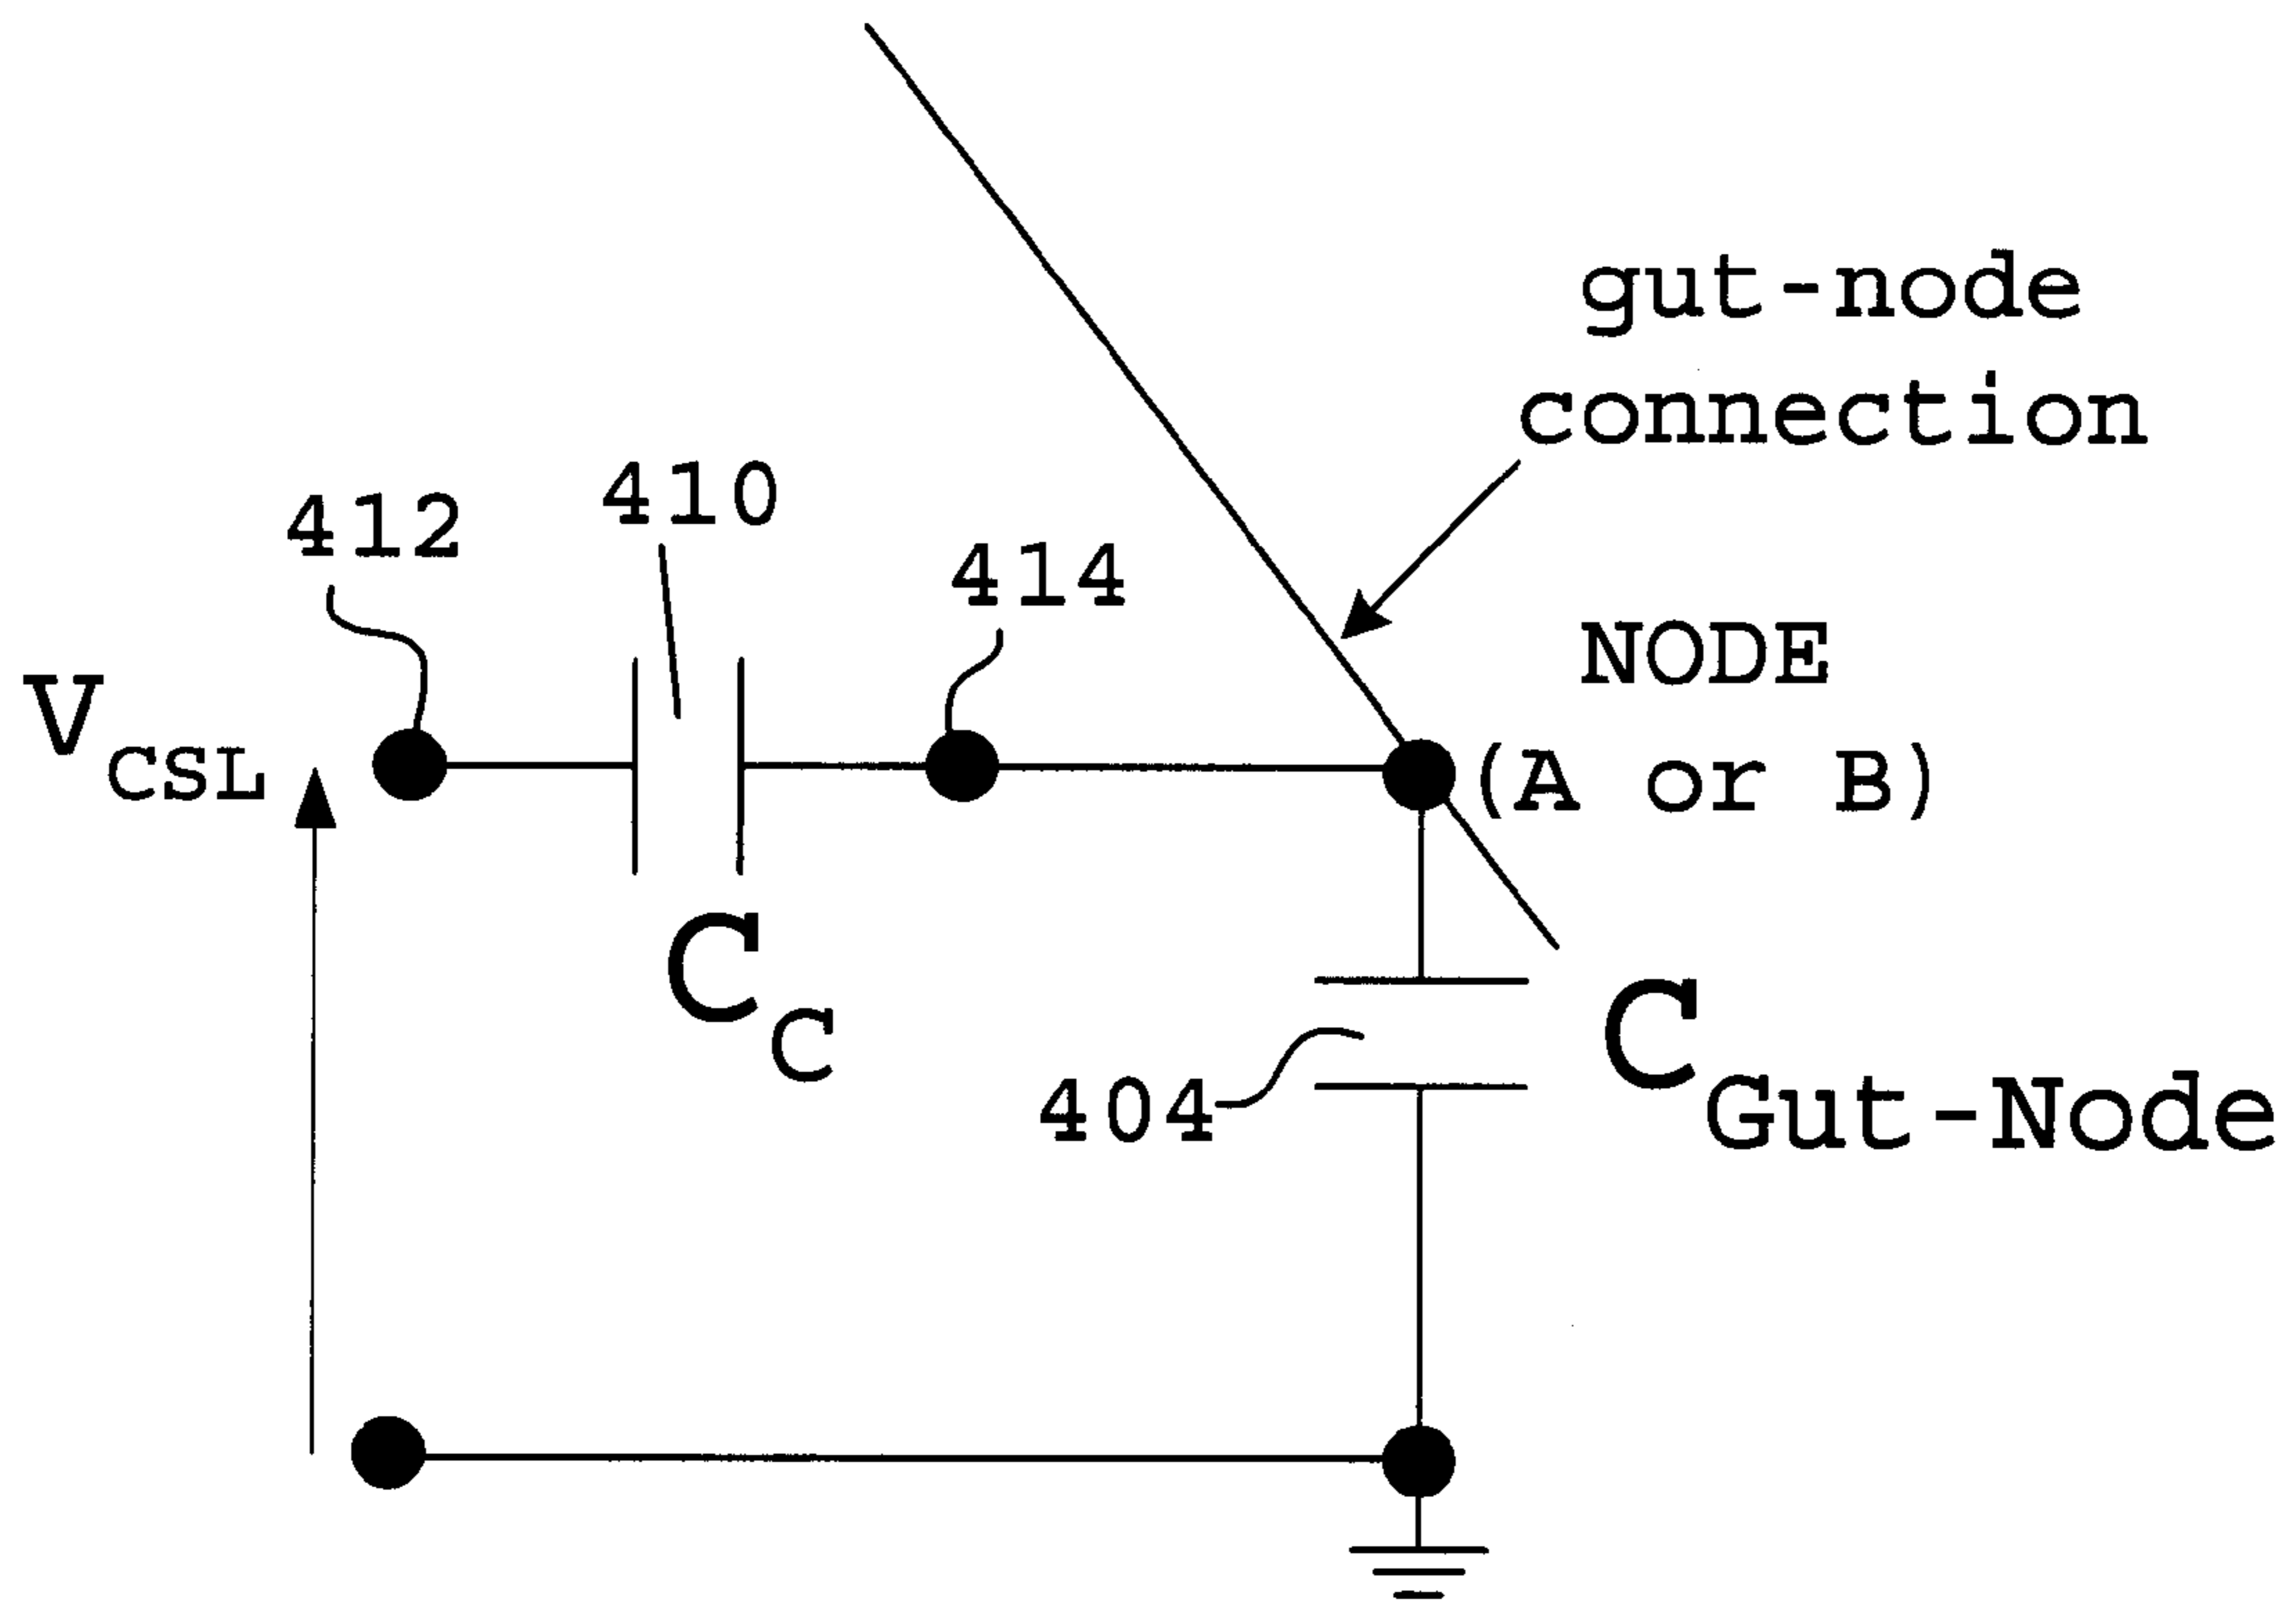 gut-node
connection
410
412
414
NODE
V_CSL
(A or B)
C_C
C_Gut-Node
404